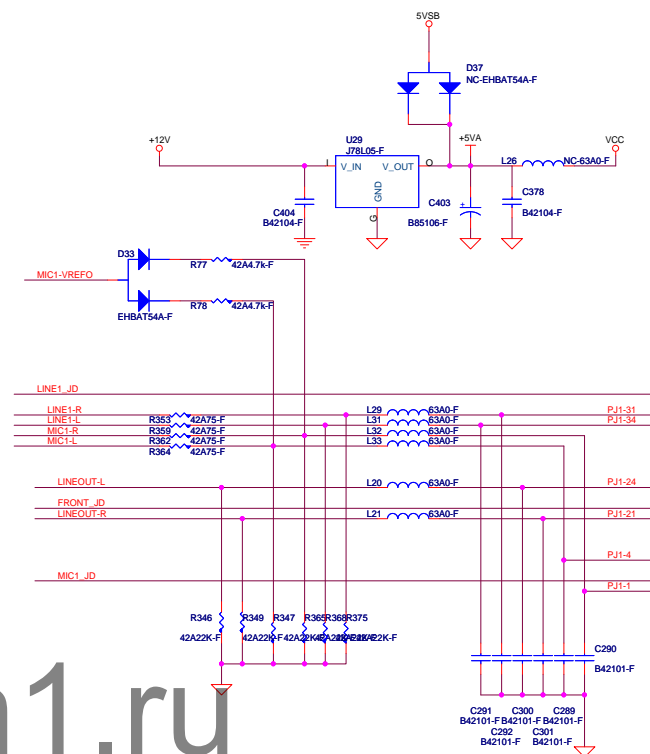 5VSB
D37
NC-EHBAT54A-F
+12V
U29
J78L05-F
+5VA
VCC
I V_IN V_OUT O
GND
G
L26 NC-63A0-F
C404
B42104-F
C403
B85106-F
C378
B42104-F
D33
MIC1-VREFO
EHBAT54A-F
R77 42A4.7k-F
R78 42A4.7k-F
LINE1_JD
LINE1-R
LINE1-L
MIC1-R
MIC1-L
R353 42A75-F
R359 42A75-F
R362 42A75-F
R364 42A75-F
L29 63A0-F
L31 63A0-F
L32 63A0-F
L33 63A0-F
PJ1-31
PJ1-34
LINEOUT-L
L20 63A0-F
PJ1-24
FRONT_JD
LINEOUT-R
L21 63A0-F
PJ1-21
PJ1-4
MIC1_JD
PJ1-1
R346 R349 R347 R365 R368 R375
42A22K-F 42A22K-F 42A22K-F
C290
B42101-F
C291
B42101-F
C300
B42101-F
C289
B42101-F
C292
B42101-F
C301
B42101-F
1.ru